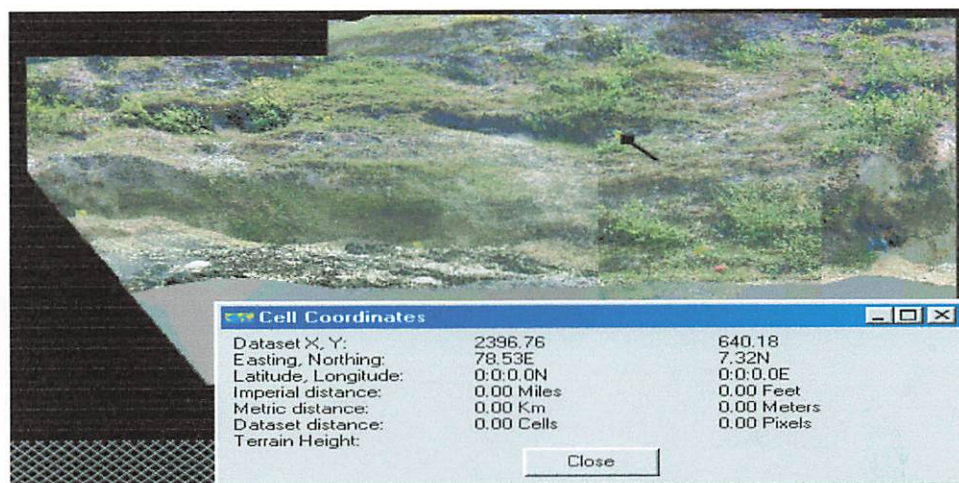 Cell Coordinates
Dataset X, Y: 2396.76 640.18
Easting, Northing: 78.53E 7.32N
Latitude, Longitude: 0:0:0.0N 0:0:0.0E
Imperial distance: 0.00 Miles 0.00 Feet
Metric distance: 0.00 Km 0.00 Meters
Dataset distance: 0.00 Cells 0.00 Pixels
Terrain Height:
Close